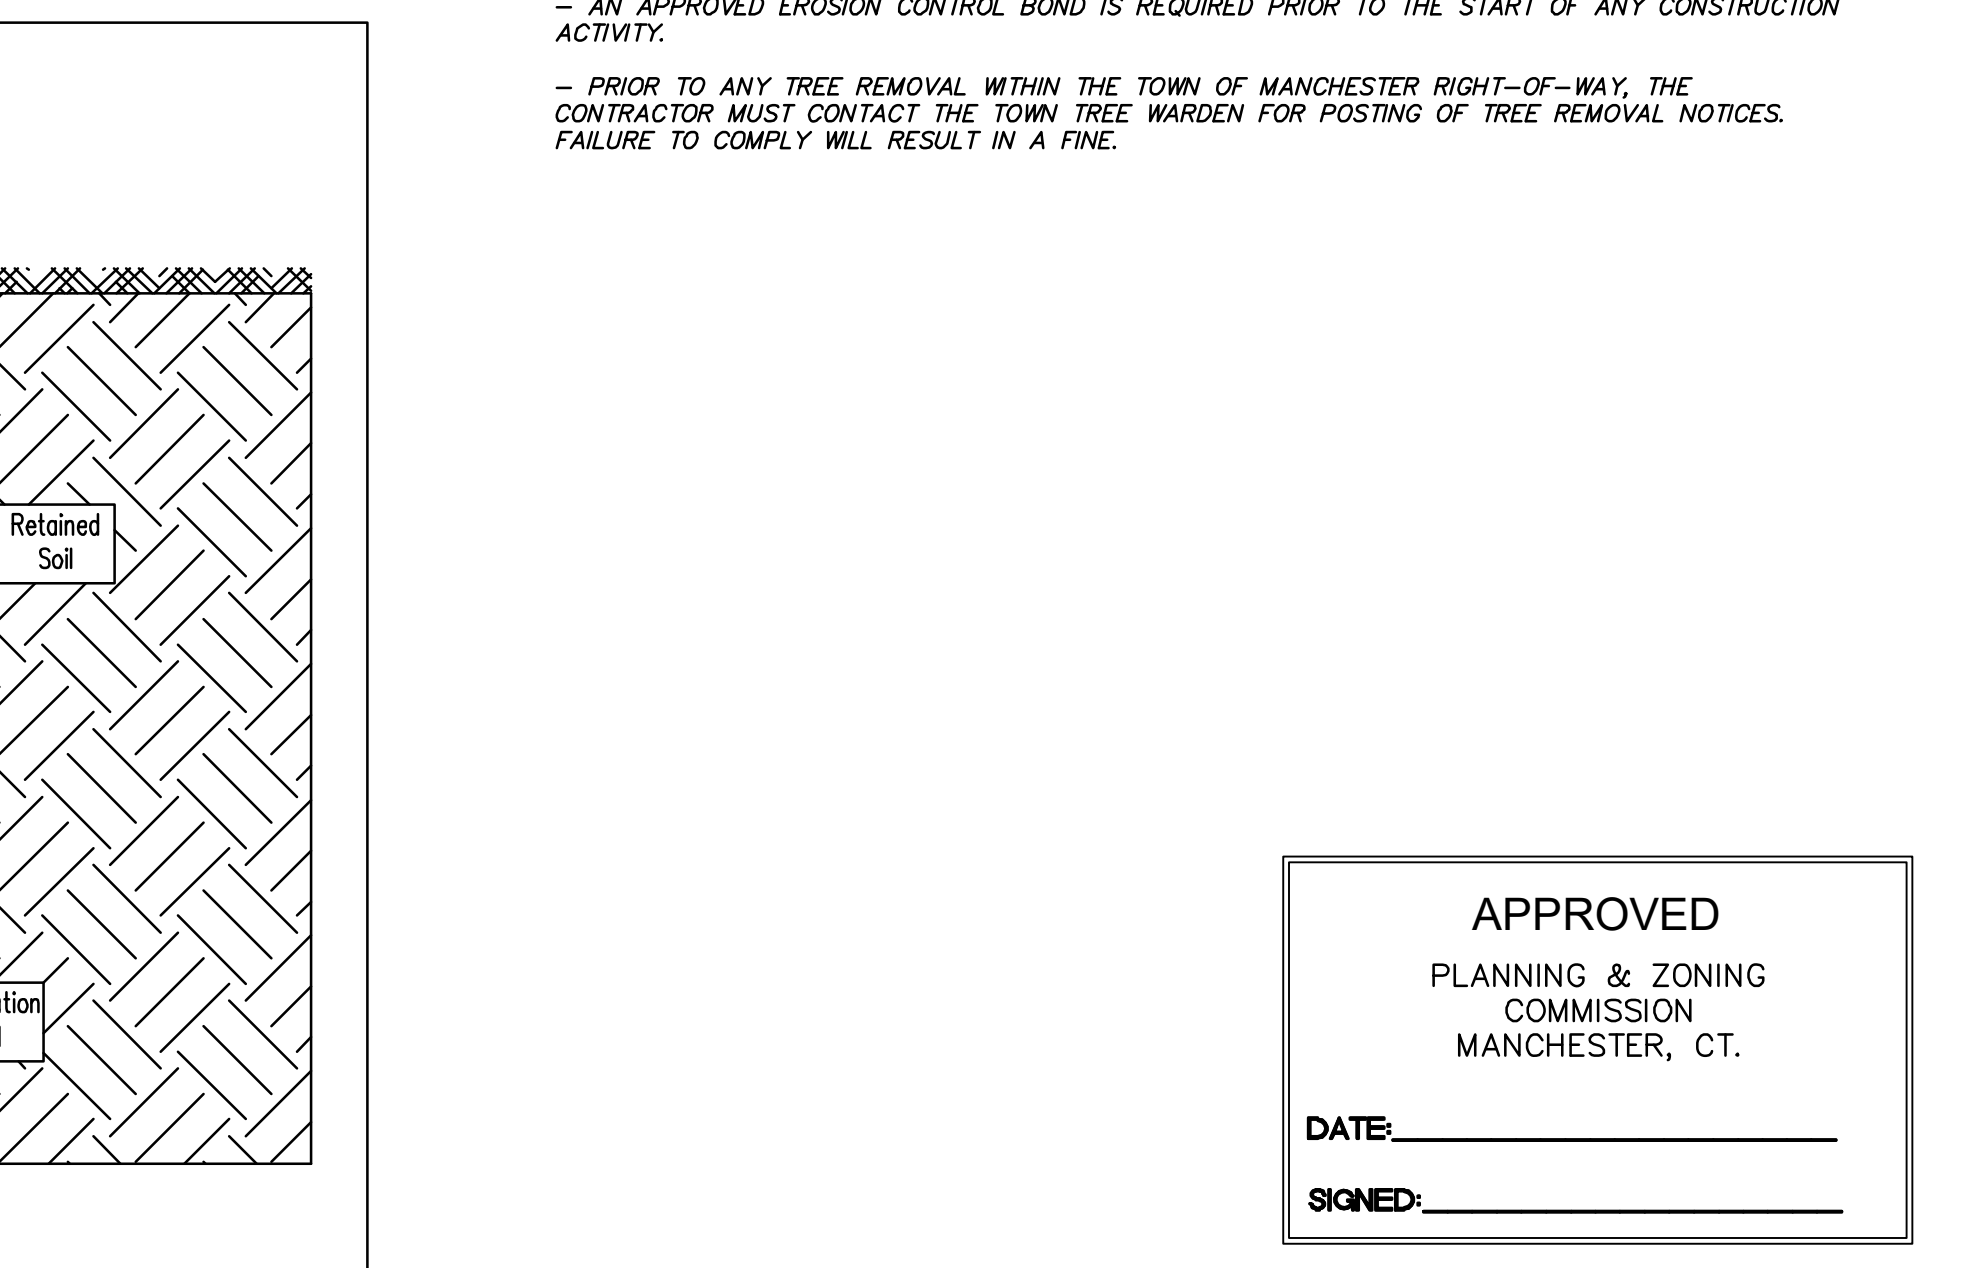 – AN APPROVED EROSION CONTROL BOND IS REQUIRED PRIOR TO THE START OF ANY CONSTRUCTION
ACTIVITY.
– PRIOR TO ANY TREE REMOVAL WITHIN THE TOWN OF MANCHESTER RIGHT–OF–WAY, THE
CONTRACTOR MUST CONTACT THE TOWN TREE WARDEN FOR POSTING OF TREE REMOVAL NOTICES.
FAILURE TO COMPLY WILL RESULT IN A FINE.
Retained
Soil
APPROVED
PLANNING & ZONING
COMMISSION
MANCHESTER, CT.
DATE:
SIGNED: